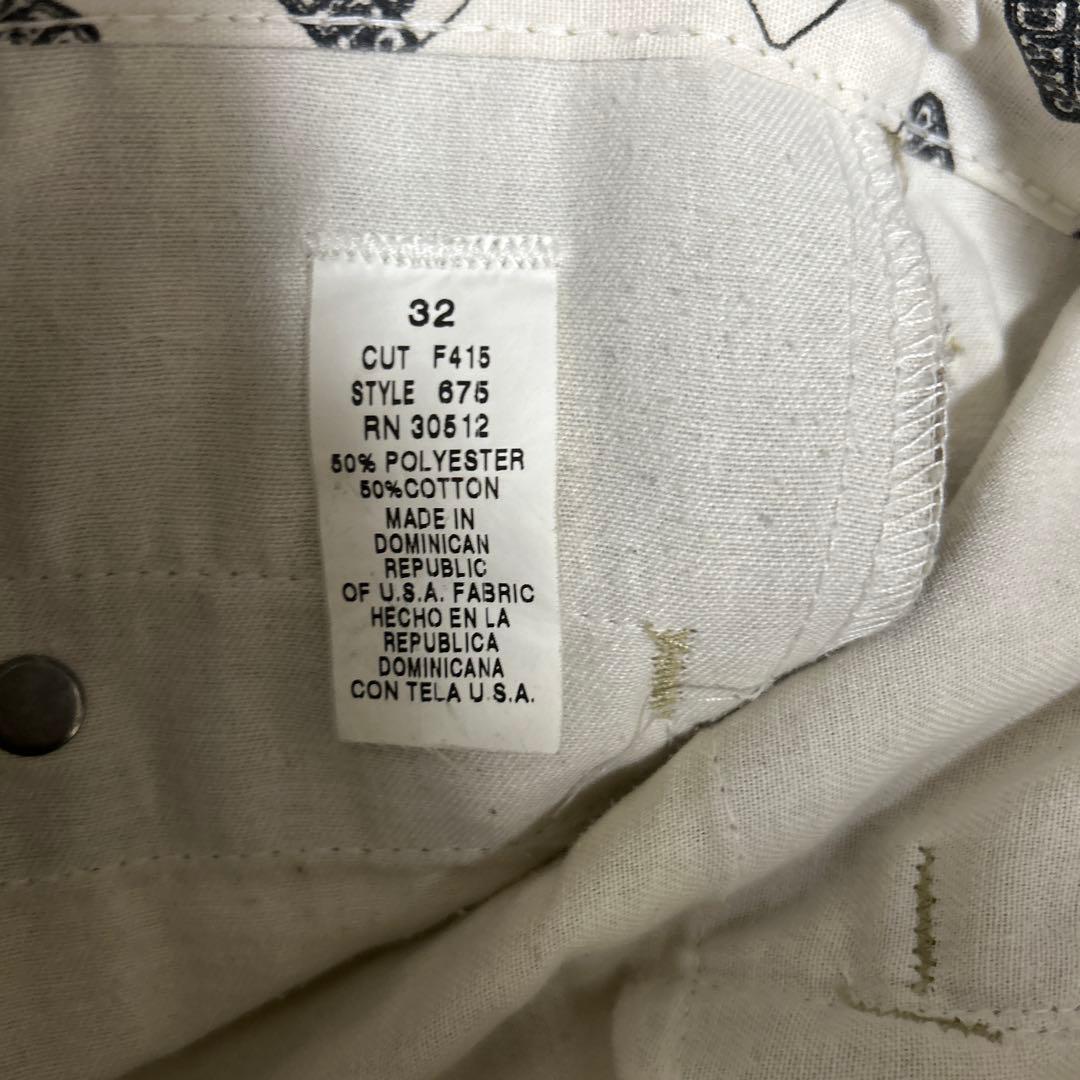 32
CUT F415
STYLE 675
RN 30512
50% POLYESTER
50%COTTON
MADE IN
DOMINICAN
REPUBLIC
OF U.S.A. FABRIC
HECHO EN LA
REPUBLICA
DOMINICANA
CON TELA U.S.A.